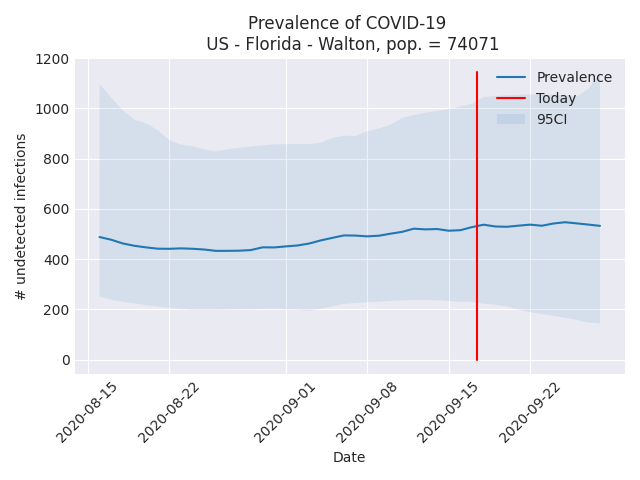 Prevalence of COVID-19
US - Florida - Walton, pop. = 74071
# undetected infections
1200
1000
800
600
400
200
0
Prevalence
Today
95CI
2020-08-15
2020-08-22
2020-09-01
2020-09-08
2020-09-15
2020-09-22
Date